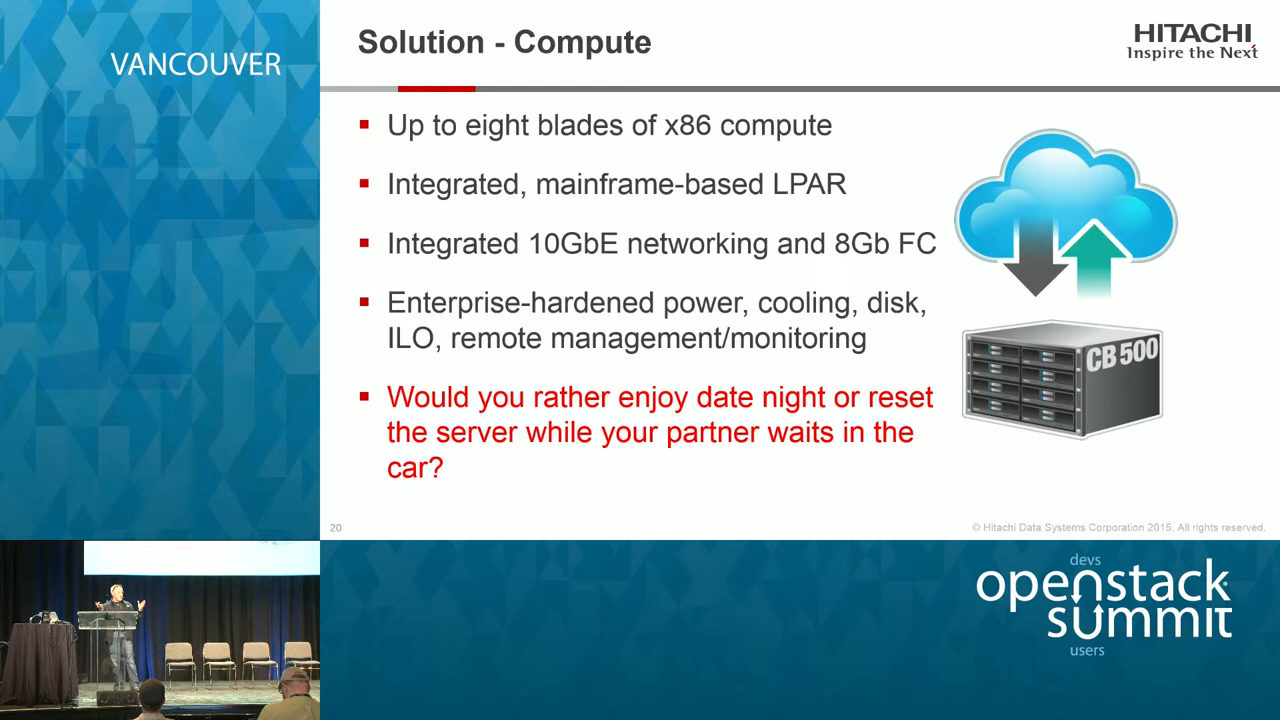 VANCOUVER
Solution - Compute
HITACHI
Inspire the Next
▪ Up to eight blades of x86 compute
▪ Integrated, mainframe-based LPAR
▪ Integrated 10GbE networking and 8Gb FC
▪ Enterprise-hardened power, cooling, disk,
ILO, remote management/monitoring
▪ Would you rather enjoy date night or reset
the server while your partner waits in the
car?
CB 500
20
© Hitachi Data Systems Corporation 2015. All rights reserved.
devs
openstack
summit
users